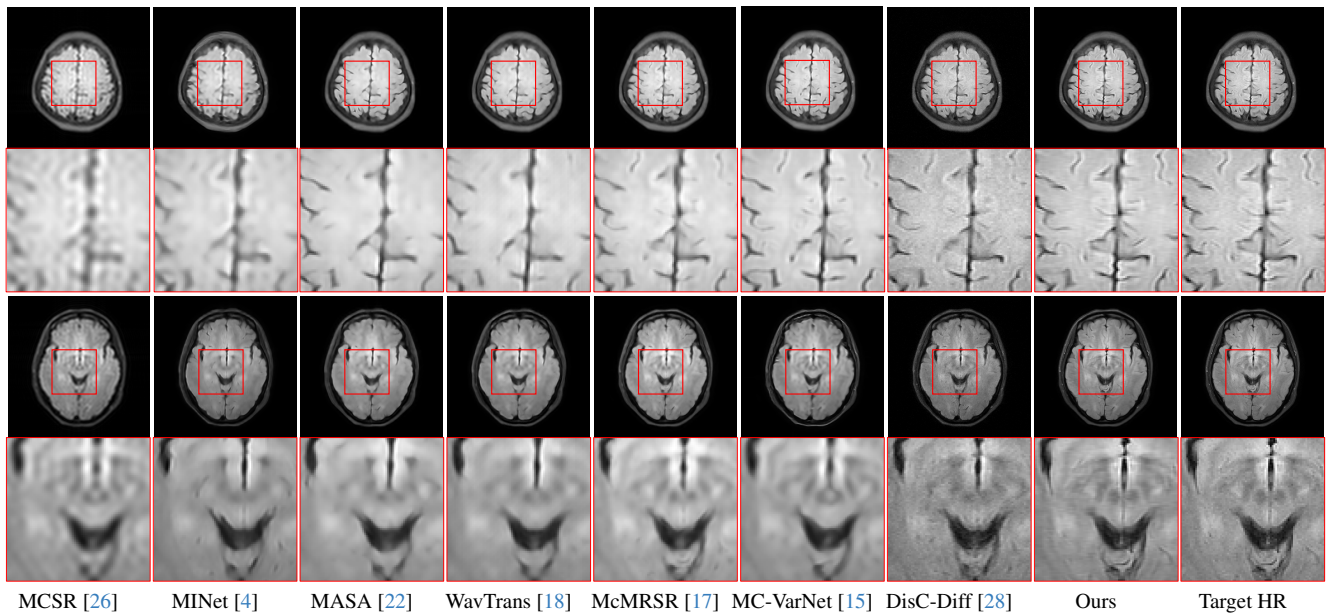 MCSR [26] MINet [4] MASA [22] WavTrans [18] McMRSR [17] MC-VarNet [15] DisC-Diff [28] Ours Target HR